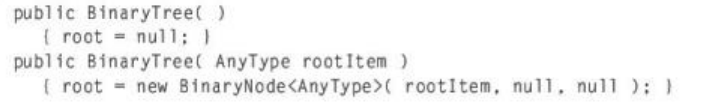 public BinaryTree( )
{ root = null; }
public BinaryTree( AnyType rootItem )
{ root = new BinaryNode<AnyType>( rootItem, null, null ); }